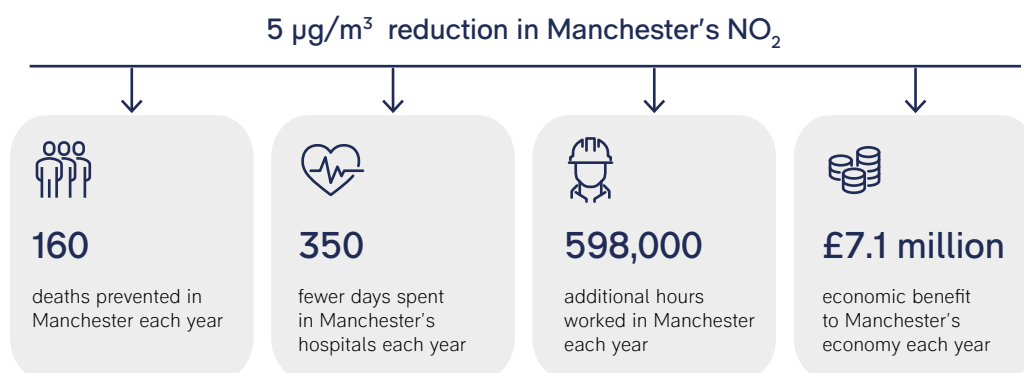 5 µg/m³ reduction in Manchester's NO₂
160
deaths prevented in
Manchester each year
350
fewer days spent
in Manchester's
hospitals each year
598,000
additional hours
worked in Manchester
each year
£7.1 million
economic benefit
to Manchester's
economy each year